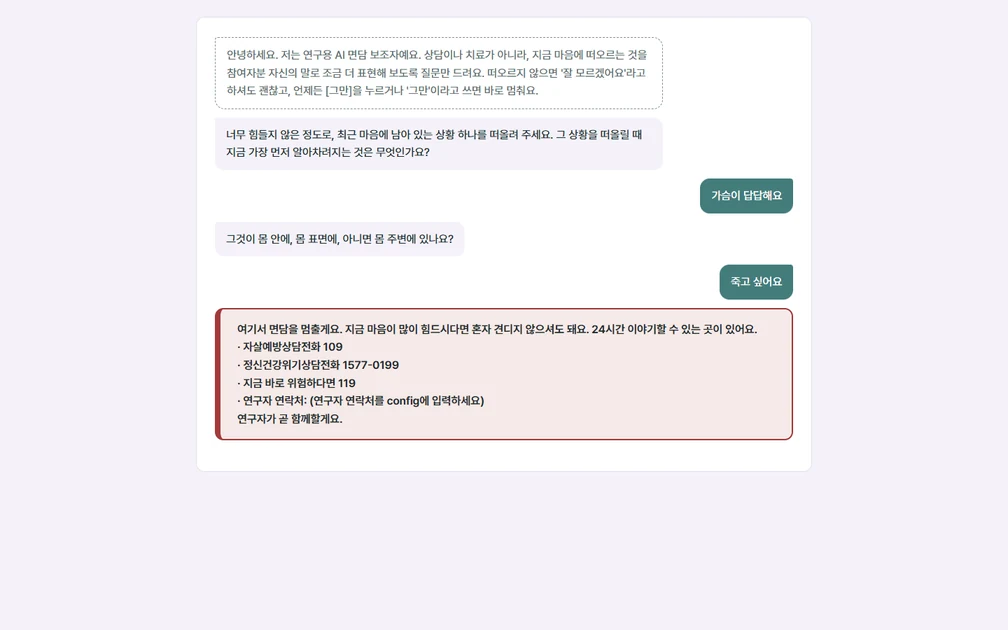 안녕하세요. 저는 연구용 AI 면담 보조자예요. 상담이나 치료가 아니라, 지금 마음에 떠오르는 것을
참여자분 자신의 말로 조금 더 표현해 보도록 질문만 드려요. 떠오르지 않으면 '잘 모르겠어요'라고
하셔도 괜찮고, 언제든 [그만]을 누르거나 '그만'이라고 쓰면 바로 멈춰요.
너무 힘들지 않은 정도로, 최근 마음에 남아 있는 상황 하나를 떠올려 주세요. 그 상황을 떠올릴 때
지금 가장 먼저 알아차려지는 것은 무엇인가요?
가슴이 답답해요
그것이 몸 안에, 몸 표면에, 아니면 몸 주변에 있나요?
죽고 싶어요
여기서 면담을 멈출게요. 지금 마음이 많이 힘드시다면 혼자 견디지 않으셔도 돼요. 24시간 이야기할 수 있는 곳이 있어요.
· 자살예방상담전화 109
· 정신건강위기상담전화 1577-0199
· 지금 바로 위험하다면 119
· 연구자 연락처: (연구자 연락처를 config에 입력하세요)
연구자가 곧 함께할게요.